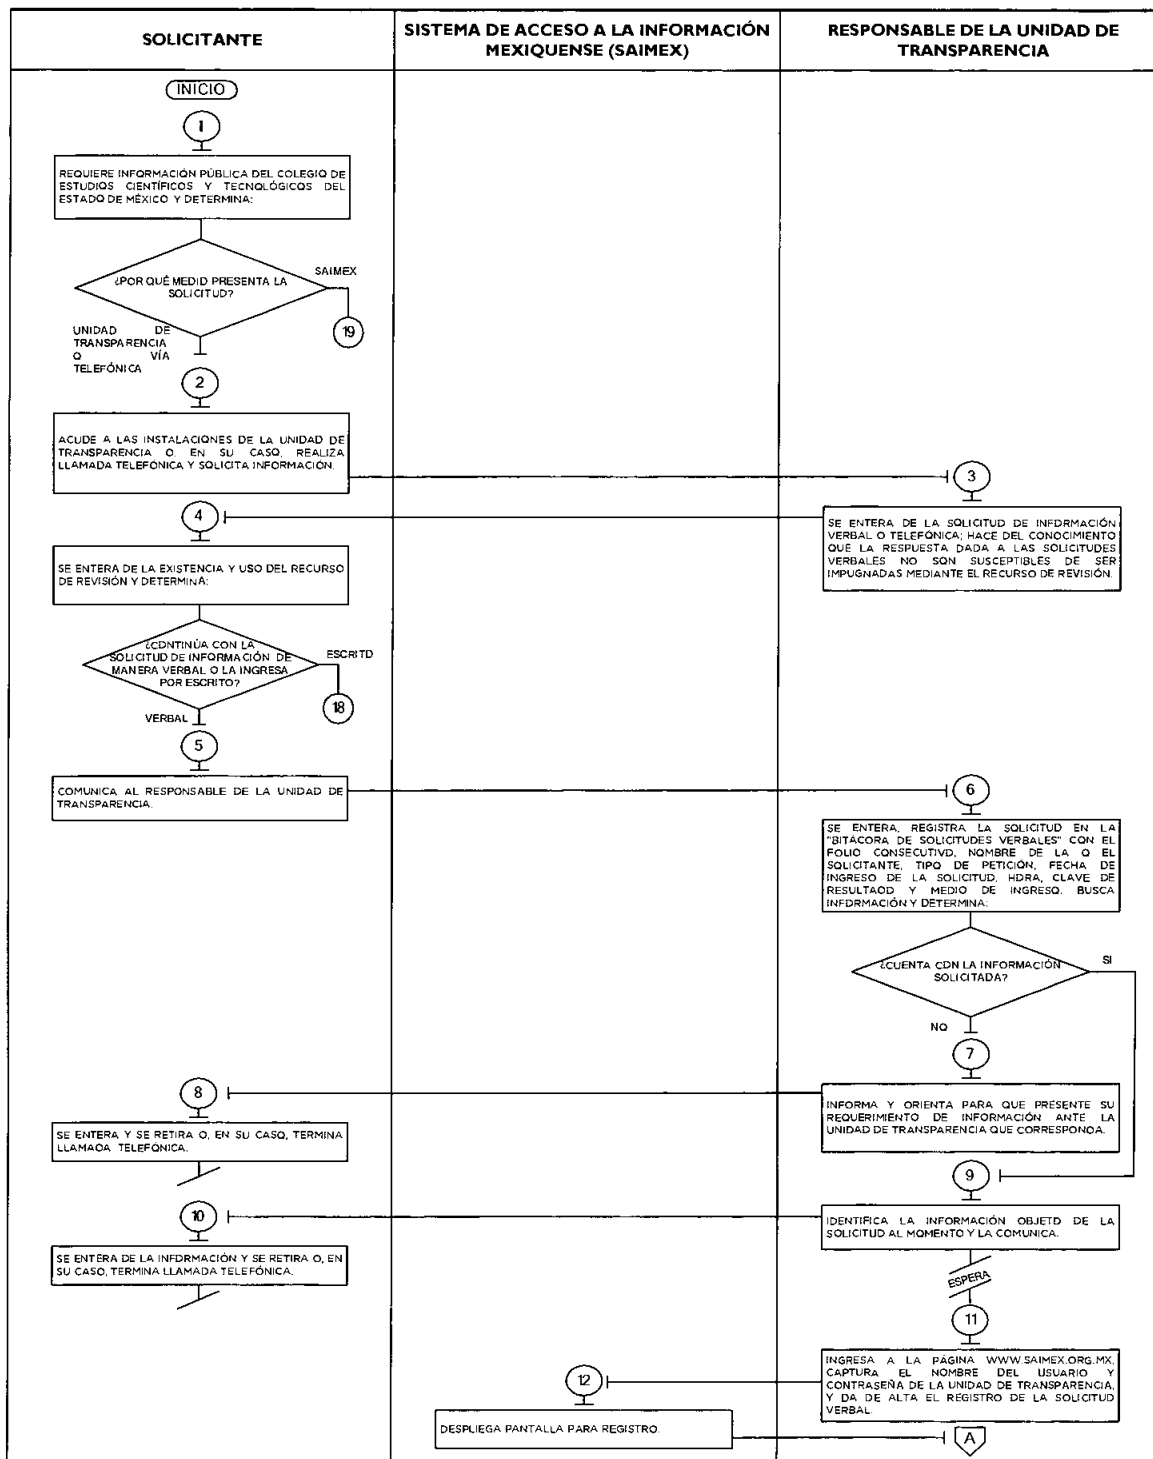 SOLICITANTE
SISTEMA DE ACCESO A LA INFORMACIÓN
MEXIQUENSE (SAIMEX)
RESPONSABLE DE LA UNIDAD DE
TRANSPARENCIA
INICIO
1
REQUIERE INFORMACIÓN PÚBLICA DEL COLEGIO DE
ESTUDIOS CIENTÍFICOS Y TECNOLÓGICOS DEL
ESTADO DE MÉXICO Y DETERMINA:
¿POR QUÉ MEDID PRESENTA LA
SOLICITUD?
SAIMEX
19
UNIDAD DE
TRANSPARENCIA
O VÍA
TELEFÓNICA
2
ACUDE A LAS INSTALACIONES DE LA UNIDAD DE
TRANSPARENCIA O, EN SU CASO, REALIZA
LLAMADA TELEFÓNICA Y SOLICITA INFORMACIÓN.
3
SE ENTERA DE LA SOLICITUD DE INFDRMACIÓN
VERBAL O TELEFÓNICA; HACE DEL CONOCIMIENTO
QUE LA RESPUESTA DADA A LAS SOLICITUDES
VERBALES NO SON SUSCEPTIBLES DE SER
IMPUGNADAS MEDIANTE EL RECURSO DE REVISIÓN.
4
SE ENTERA DE LA EXISTENCIA Y USO DEL RECURSO
DE REVISIÓN Y DETERMINA:
¿CDNTINÚA CON LA
SOLICITUD DE INFORMACIÓN DE
MANERA VERBAL O LA INGRESA
POR ESCRITO?
ESCRITD
18
VERBAL
5
COMUNICA AL RESPONSABLE DE LA UNIDAD DE
TRANSPARENCIA.
6
SE ENTERA, REGISTRA LA SOLICITUD EN LA
"BITÁCORA DE SOLICITUDES VERBALES" CON EL
FOLIO CONSECUTIVD, NOMBRE DE LA O EL
SOLICITANTE, TIPO DE PETICIÓN, FECHA DE
INGRESO DE LA SOLICITUD, HDRA, CLAVE DE
RESULTAOD Y MEDIO DE INGRESO, BUSCA
INFDRMACIÓN Y DETERMINA:
¿CUENTA CDN LA INFORMACIÓN
SOLICITADA?
SI
NO
7
INFORMA Y ORIENTA PARA QUE PRESENTE SU
REQUERIMIENTO DE INFORMACIÓN ANTE LA
UNIDAD DE TRANSPARENCIA QUE CORRESPONOA.
8
SE ENTERA Y SE RETIRA O, EN SU CASO, TERMINA
LLAMAOA TELEFÓNICA.
9
IDENTIFICA LA INFORMACIÓN OBJETD DE LA
SOLICITUD AL MOMENTO Y LA COMUNICA.
10
SE ENTERA DE LA INFDRMACIÓN Y SE RETIRA O, EN
SU CASO, TERMINA LLAMADA TELEFÓNICA.
ESPERA
11
INGRESA A LA PÁGINA WWW.SAIMEX.ORG.MX,
CAPTURA EL NOMBRE DEL USUARIO Y
CONTRASEÑA DE LA UNIDAD DE TRANSPARENCIA,
Y DA DE ALTA EL REGISTRO DE LA SOLICITUD
VERBAL.
12
DESPLIEGA PANTALLA PARA REGISTRO.
A